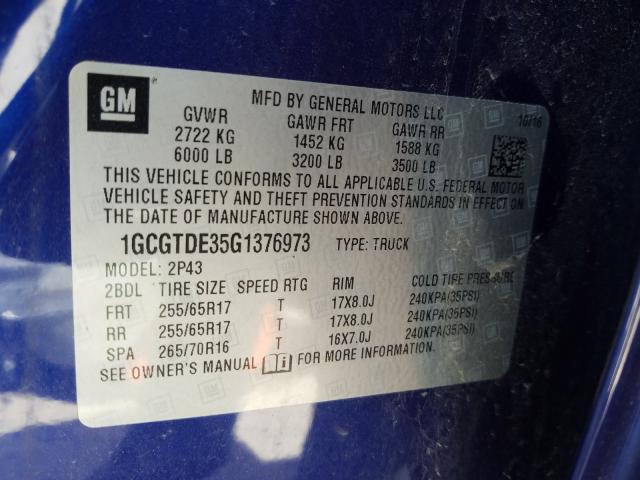 GM
MFD BY GENERAL MOTORS LLC
10/16
GVWR GAWR FRT GAWR RR
2722 KG 1452 KG 1588 KG
6000 LB 3200 LB 3500 LB
THIS VEHICLE CONFORMS TO ALL APPLICABLE U.S. FEDERAL MOTOR
VEHICLE SAFETY AND THEFT PREVENTION STANDARDS IN EFFECT ON
THE DATE OF MANUFACTURE SHOWN ABOVE.
1GCGTDE35G1376973 TYPE: TRUCK
MODEL: 2P43
2BDL TIRE SIZE SPEED RTG RIM COLD TIRE PRESSURE
FRT 255/65R17 T 17X8.0J 240KPA(35PSI)
RR 255/65R17 T 17X8.0J 240KPA(35PSI)
SPA 265/70R16 T 16X7.0J 240KPA(35PSI)
SEE OWNER'S MANUAL FOR MORE INFORMATION.